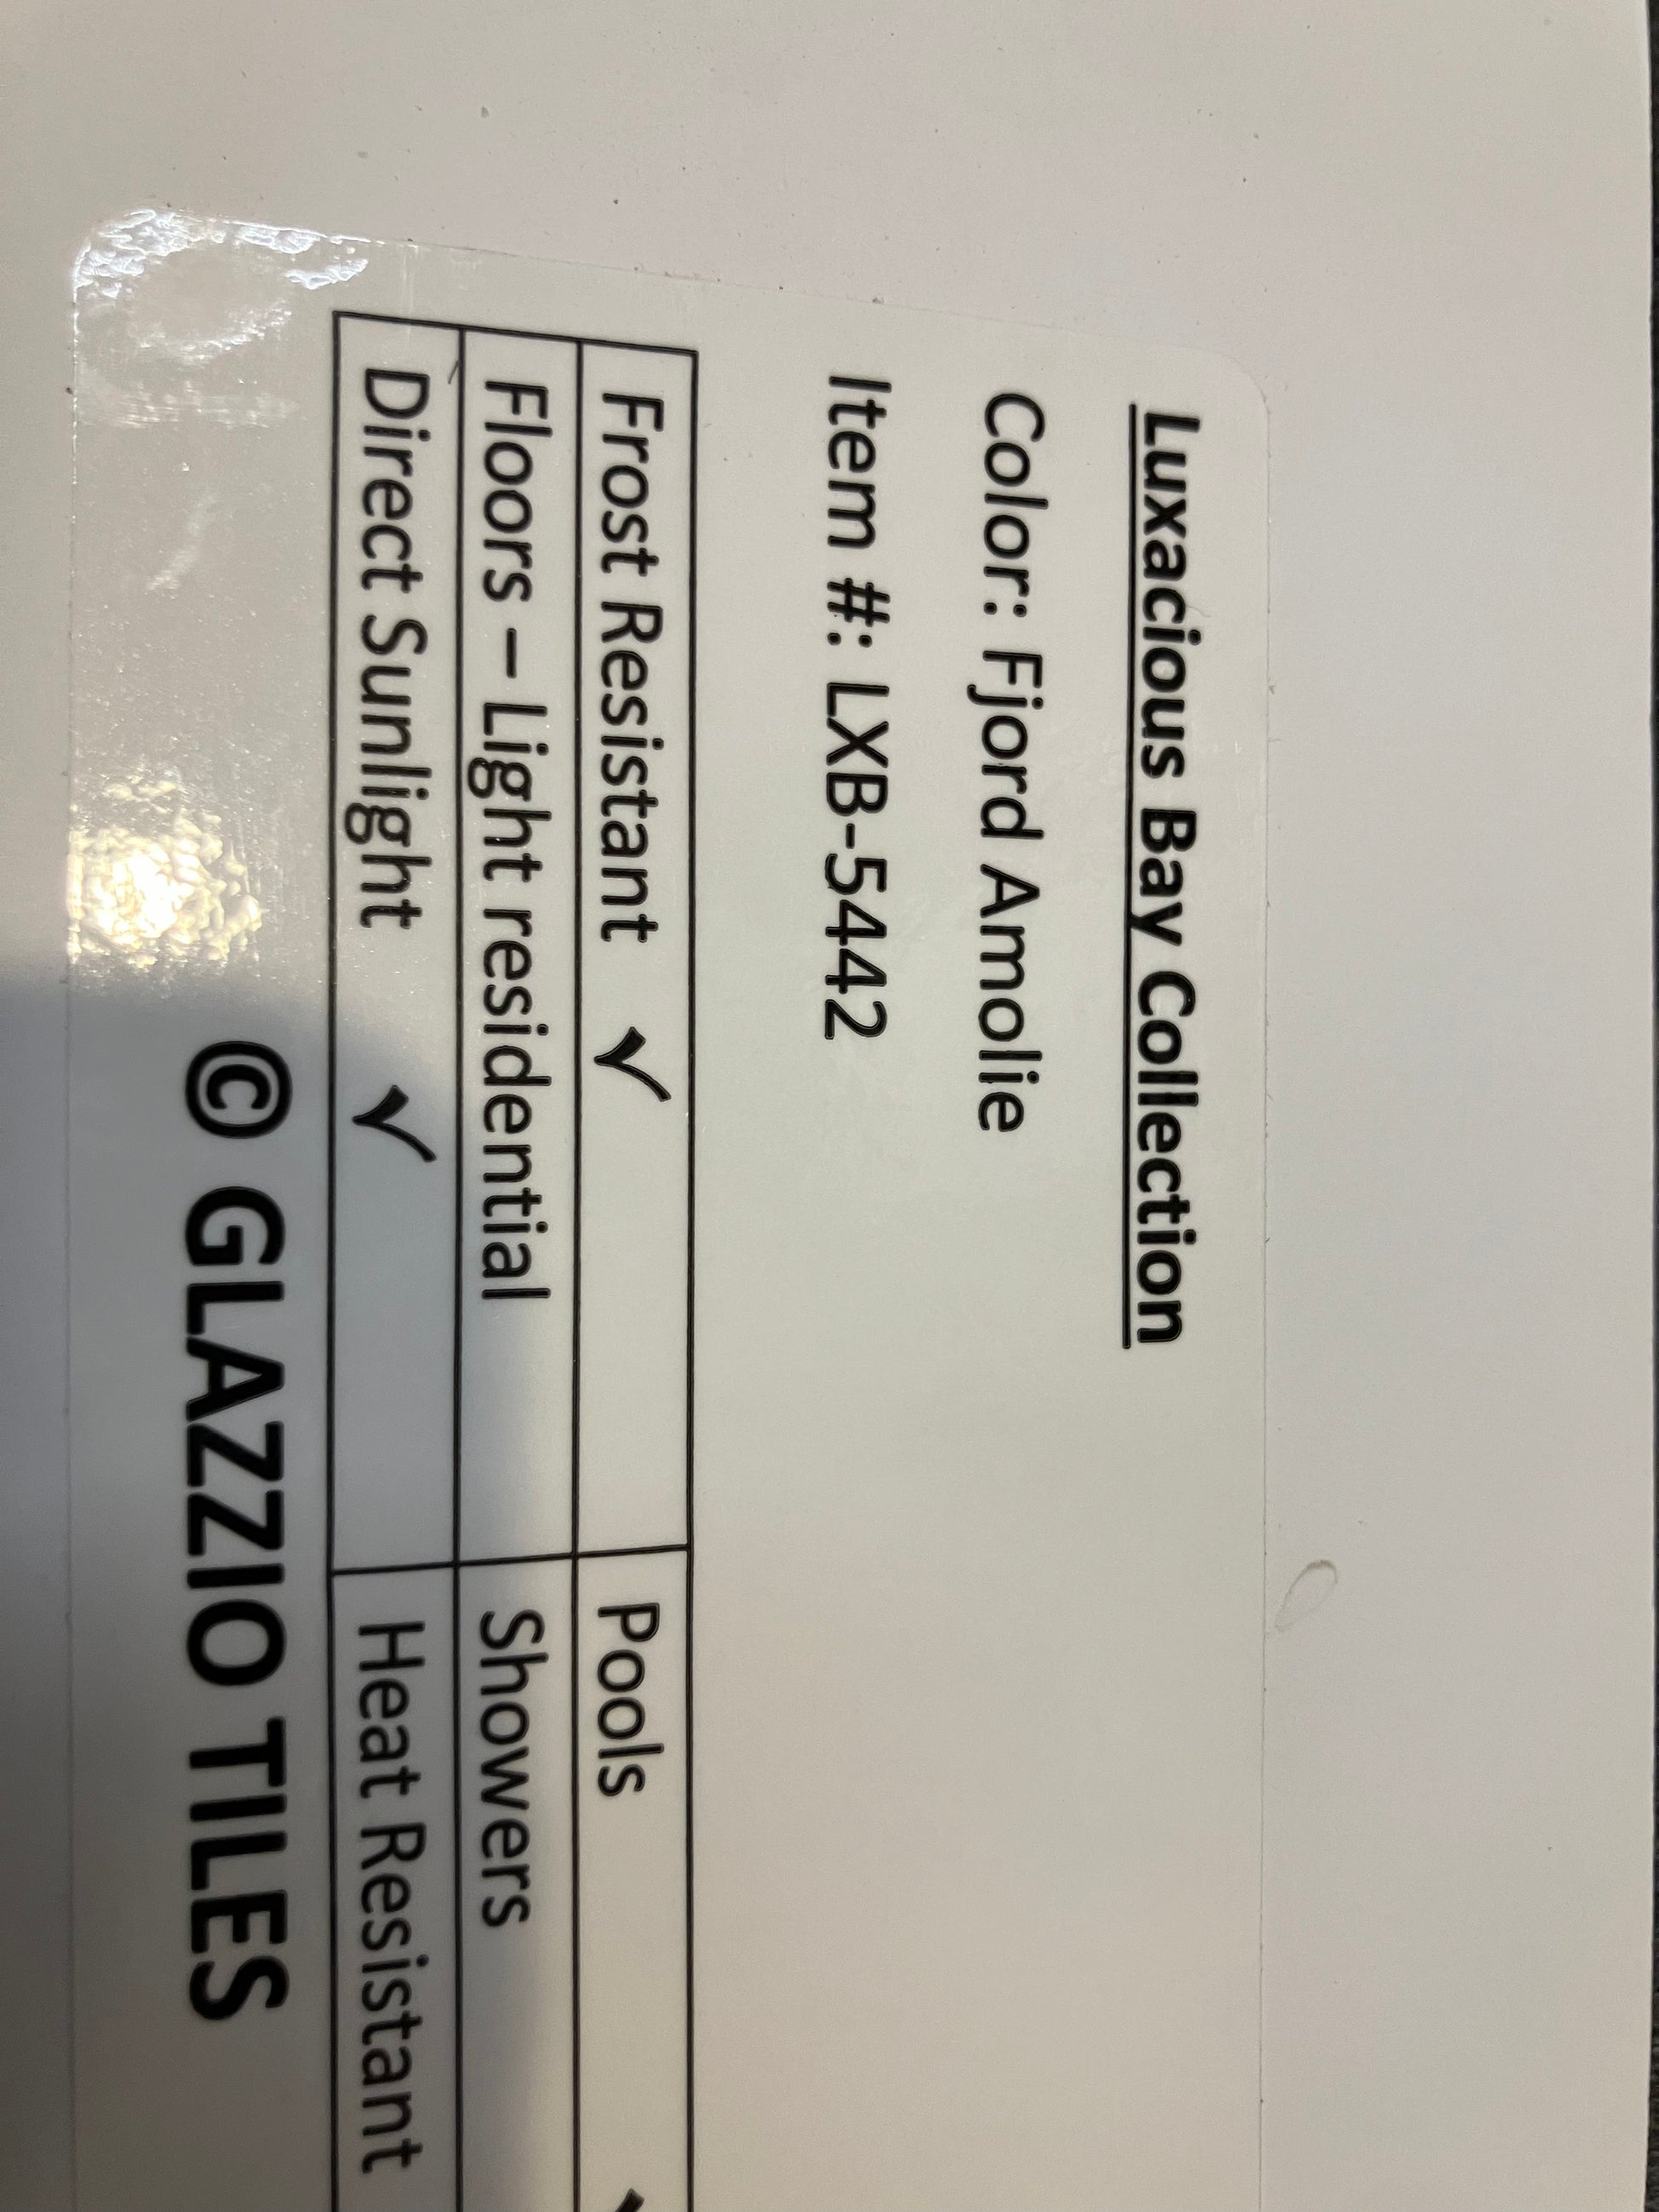 Luxacious Bay Collection
Color: Fjord Amolie
Item #: LXB-5442
Frost Resistant ✓ Pools ✓
Floors – Light residential Showers
Direct Sunlight ✓ Heat Resistant
© GLAZZIO TILES